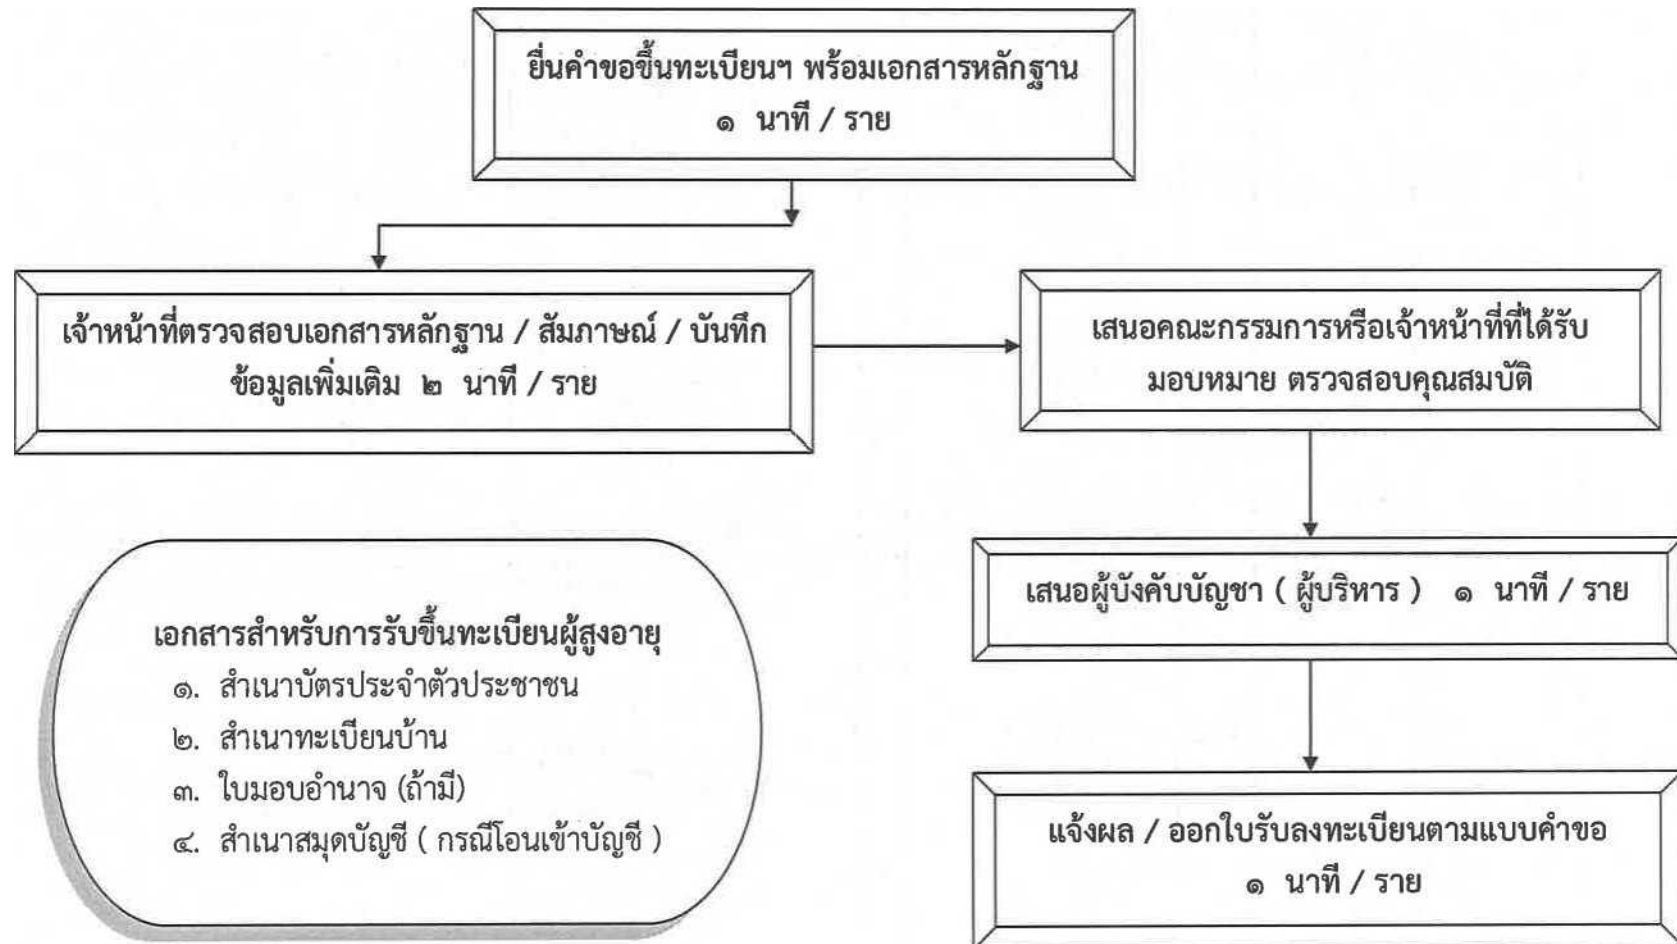 ยื่นคำขอขึ้นทะเบียนฯ พร้อมเอกสารหลักฐาน
๑ นาที / ราย
เจ้าหน้าที่ตรวจสอบเอกสารหลักฐาน / สัมภาษณ์ / บันทึก
ข้อมูลเพิ่มเติม ๒ นาที / ราย
เสนอคณะกรรมการหรือเจ้าหน้าที่ที่ได้รับ
มอบหมาย ตรวจสอบคุณสมบัติ
เสนอผู้บังคับบัญชา ( ผู้บริหาร ) ๑ นาที / ราย
แจ้งผล / ออกใบรับลงทะเบียนตามแบบคำขอ
๑ นาที / ราย
เอกสารสำหรับการรับขึ้นทะเบียนผู้สูงอายุ
๑. สำเนาบัตรประจำตัวประชาชน
๒. สำเนาทะเบียนบ้าน
๓. ใบมอบอำนาจ (ถ้ามี)
๔. สำเนาสมุดบัญชี ( กรณีโอนเข้าบัญชี )